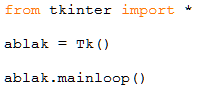 from tkinter import *
ablak = Tk()
ablak.mainloop()